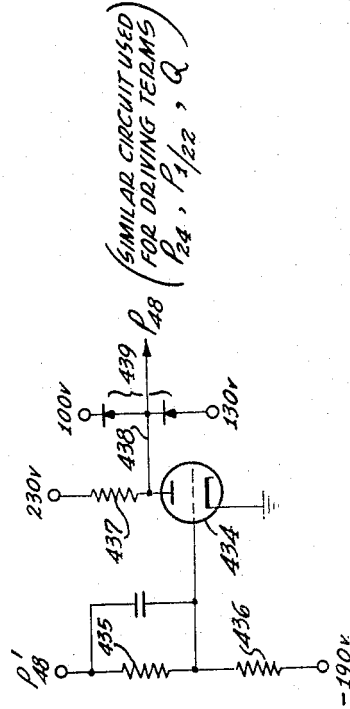 (SIMILAR CIRCUIT USED
FOR DRIVING TERMS
P24 , P1/22 , Q)
230v
100v
P48
439
438
437
130v
434
P'48
435
436
-190v.